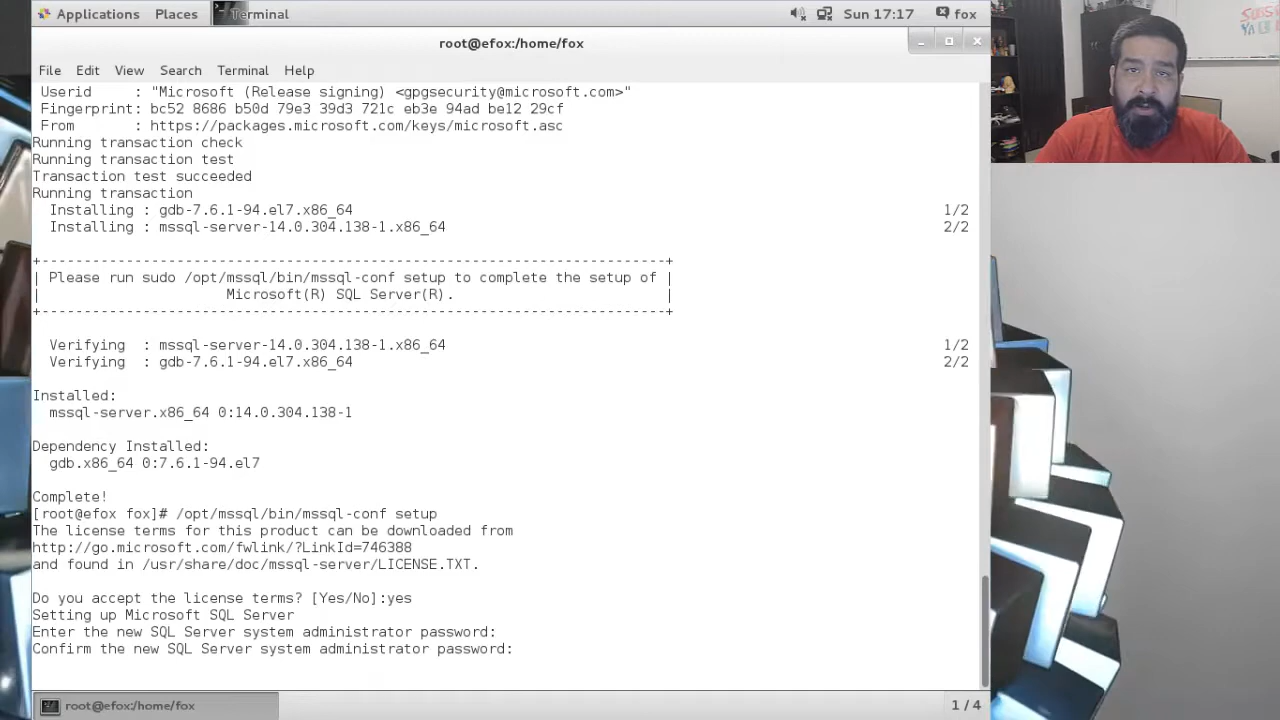 Applications Places Terminal Sun 17:17 fox
root@efox:/home/fox
File Edit View Search Terminal Help
Userid : "Microsoft (Release signing) <gpgsecurity@microsoft.com>"
Fingerprint: bc52 8686 b50d 79e3 39d3 721c eb3e 94ad be12 29cf
From : https://packages.microsoft.com/keys/microsoft.asc
Running transaction check
Running transaction test
Transaction test succeeded
Running transaction
Installing : gdb-7.6.1-94.el7.x86_64 1/2
Installing : mssql-server-14.0.304.138-1.x86_64 2/2
+--------------------------------------------------------------------------+
| Please run sudo /opt/mssql/bin/mssql-conf setup to complete the setup of |
| Microsoft(R) SQL Server(R). |
+--------------------------------------------------------------------------+
Verifying : mssql-server-14.0.304.138-1.x86_64 1/2
Verifying : gdb-7.6.1-94.el7.x86_64 2/2
Installed:
mssql-server.x86_64 0:14.0.304.138-1
Dependency Installed:
gdb.x86_64 0:7.6.1-94.el7
Complete!
[root@efox fox]# /opt/mssql/bin/mssql-conf setup
The license terms for this product can be downloaded from
http://go.microsoft.com/fwlink/?LinkId=746388
and found in /usr/share/doc/mssql-server/LICENSE.TXT.
Do you accept the license terms? [Yes/No]:yes
Setting up Microsoft SQL Server
Enter the new SQL Server system administrator password:
Confirm the new SQL Server system administrator password:
root@efox:/home/fox 1 / 4